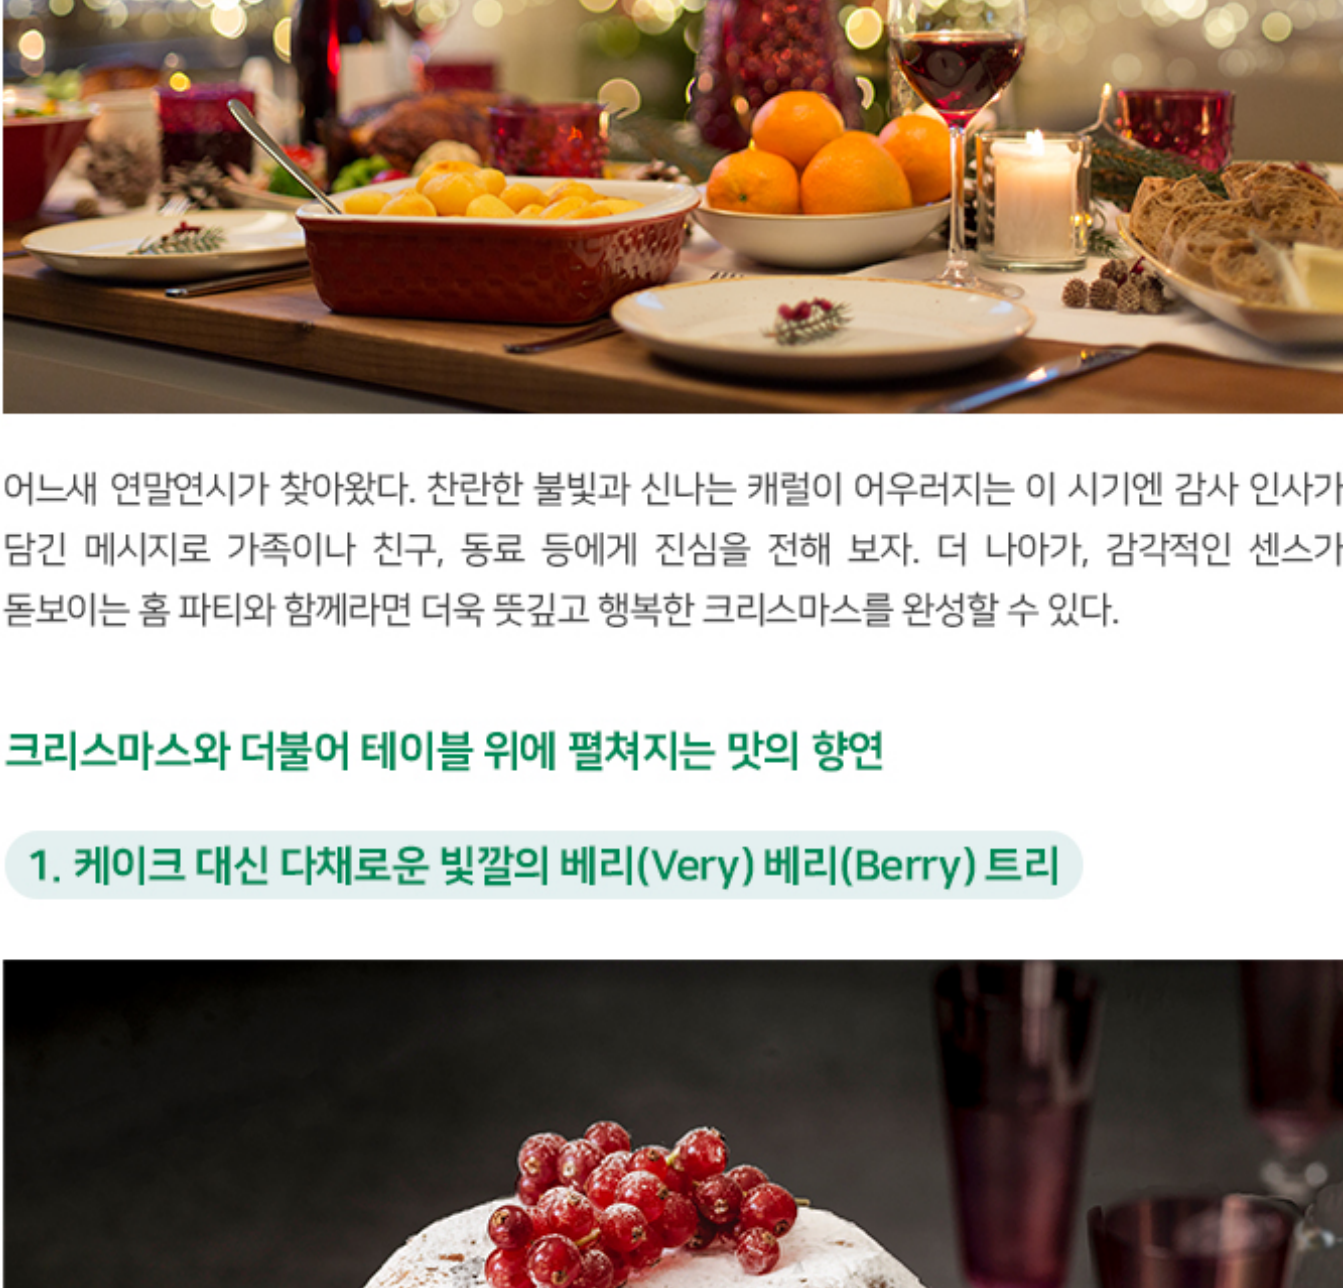 어느새 연말연시가 찾아왔다. 찬란한 불빛과 신나는 캐럴이 어우러지는 이 시기엔 감사 인사가
담긴 메시지로 가족이나 친구, 동료 등에게 진심을 전해 보자. 더 나아가, 감각적인 센스가
돋보이는 홈 파티와 함께라면 더욱 뜻깊고 행복한 크리스마스를 완성할 수 있다.
크리스마스와 더불어 테이블 위에 펼쳐지는 맛의 향연
1. 케이크 대신 다채로운 빛깔의 베리(Very) 베리(Berry) 트리